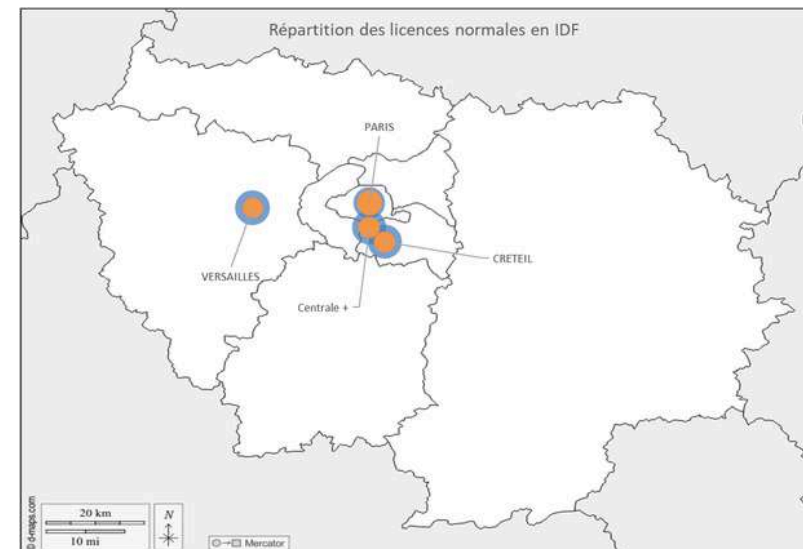 Répartition des licences normales en IDF
PARIS
VERSAILLES
CRETEIL
Centrale +
© d-maps.com
20 km
10 mi
N
Mercator